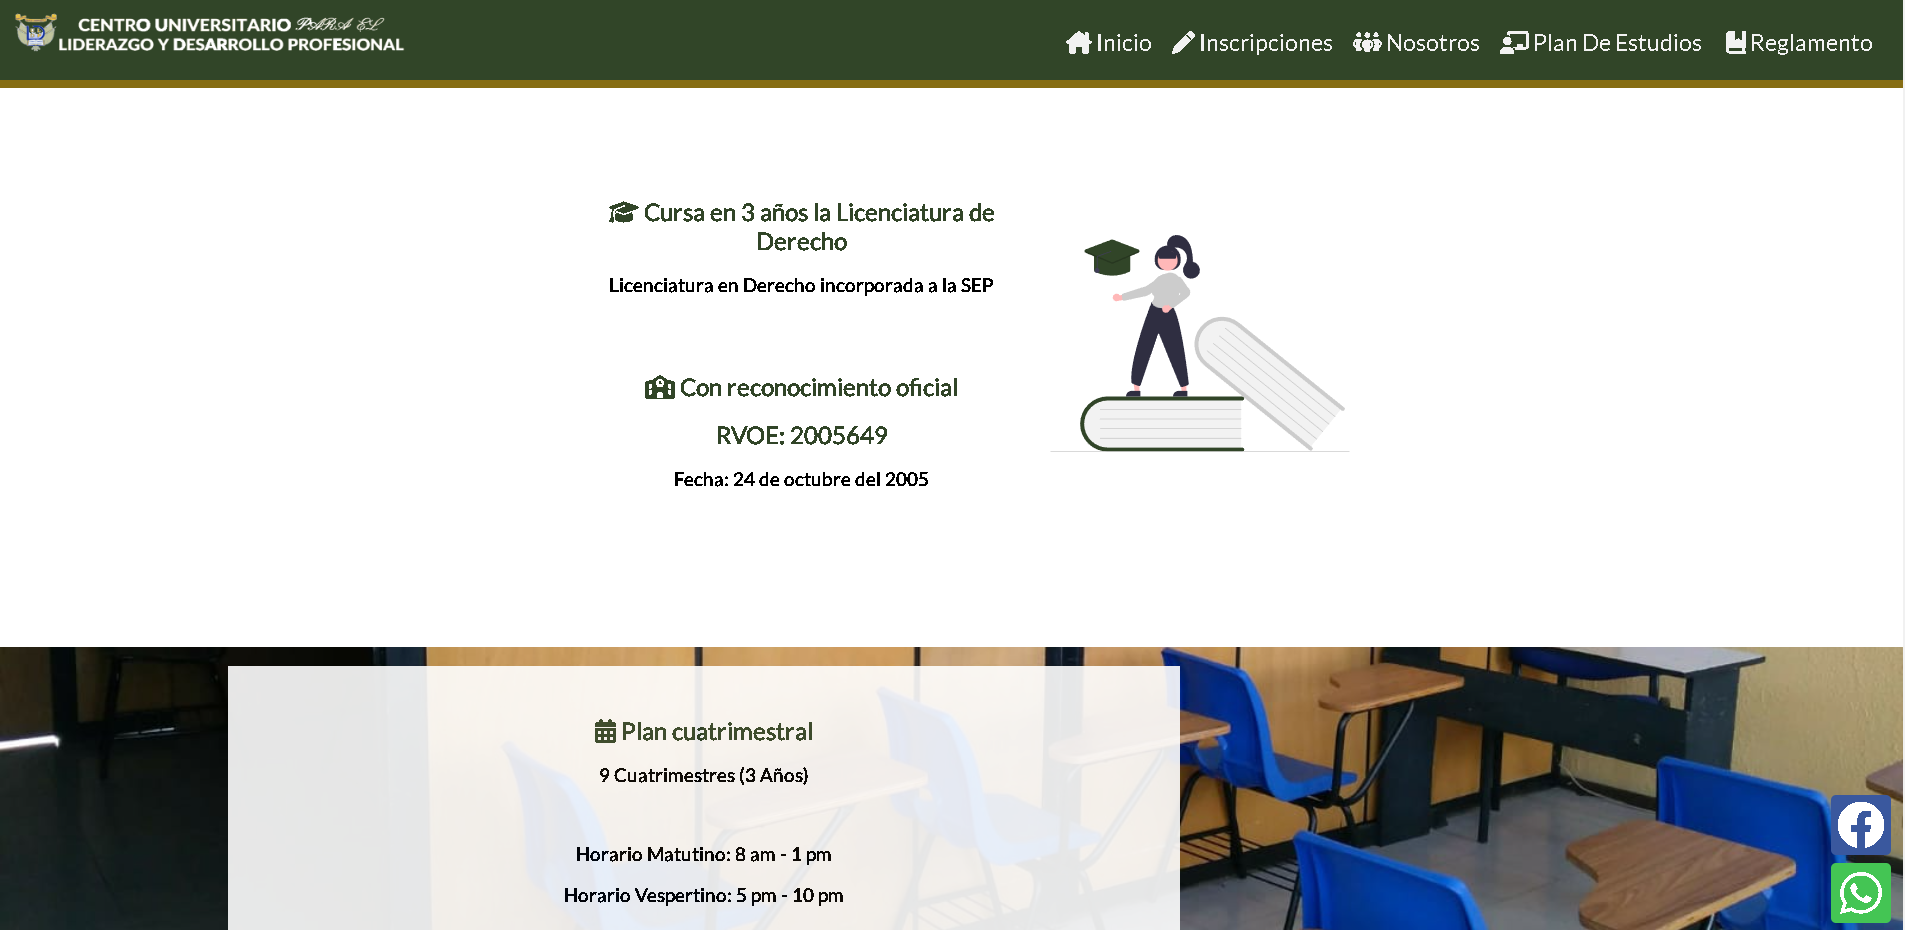 CENTRO UNIVERSITARIO PARA EL
LIDERAZGO Y DESARROLLO PROFESIONAL
Inicio
Inscripciones
Nosotros
Plan De Estudios
Reglamento
Cursa en 3 años la Licenciatura de
Derecho
Licenciatura en Derecho incorporada a la SEP
Con reconocimiento oficial
RVOE: 2005649
Fecha: 24 de octubre del 2005
Plan cuatrimestral
9 Cuatrimestres (3 Años)
Horario Matutino: 8 am - 1 pm
Horario Vespertino: 5 pm - 10 pm